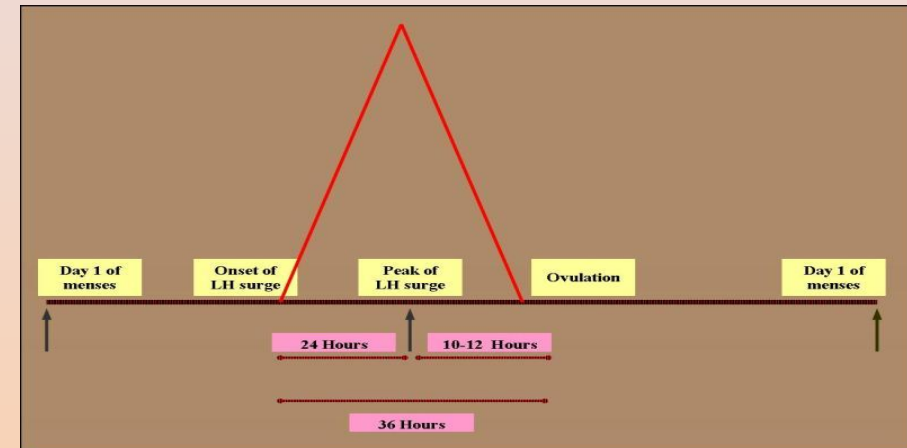 Day 1 of
menses
Onset of
LH surge
Peak of
LH surge
Ovulation
Day 1 of
menses
24 Hours
10-12 Hours
36 Hours